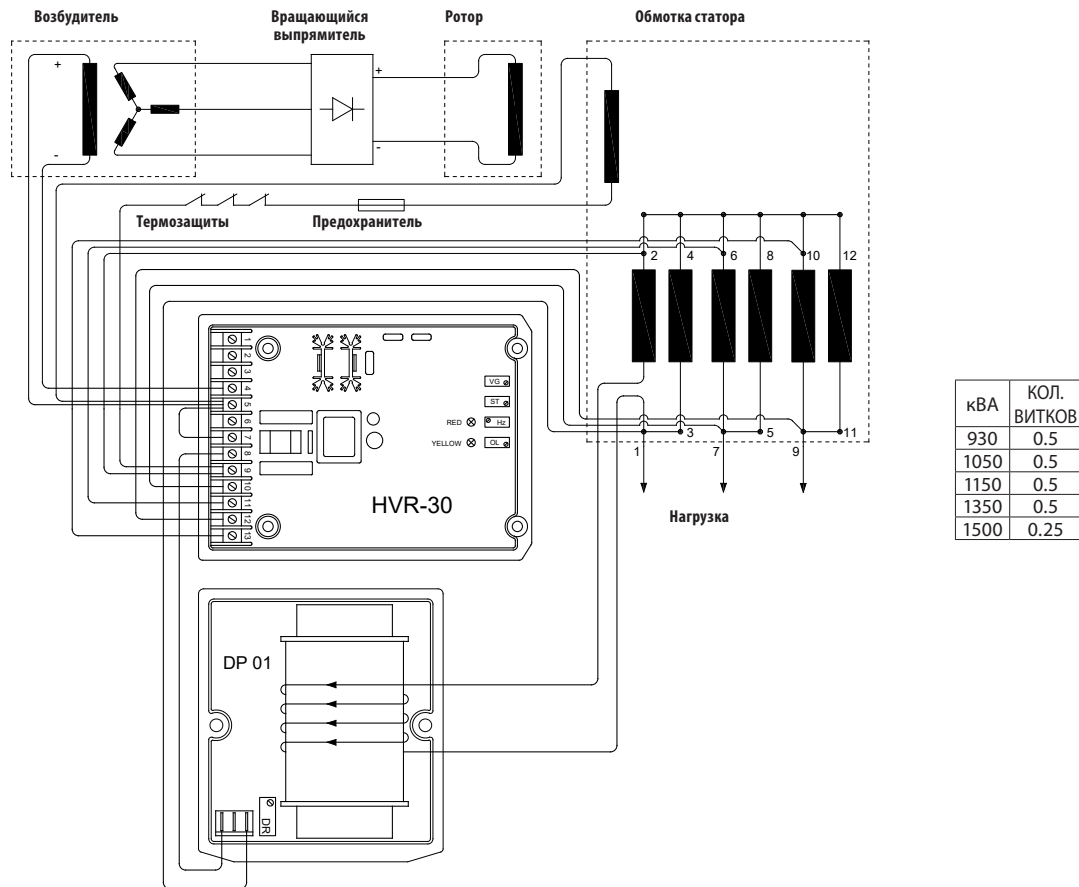 Возбудитель
Вращающийся
выпрямитель
Ротор
Обмотка статора
+
-
+
-
Термозащиты
Предохранитель
2
4
6
8
10
12
1
2
3
4
5
6
7
8
9
10
11
12
13
VG
ST
RED
Hz
YELLOW
OL
HVR-30
1
3
7
5
9
11
Нагрузка
кВА
КОЛ.
ВИТКОВ
930 0.5
1050 0.5
1150 0.5
1350 0.5
1500 0.25
DP 01
DR